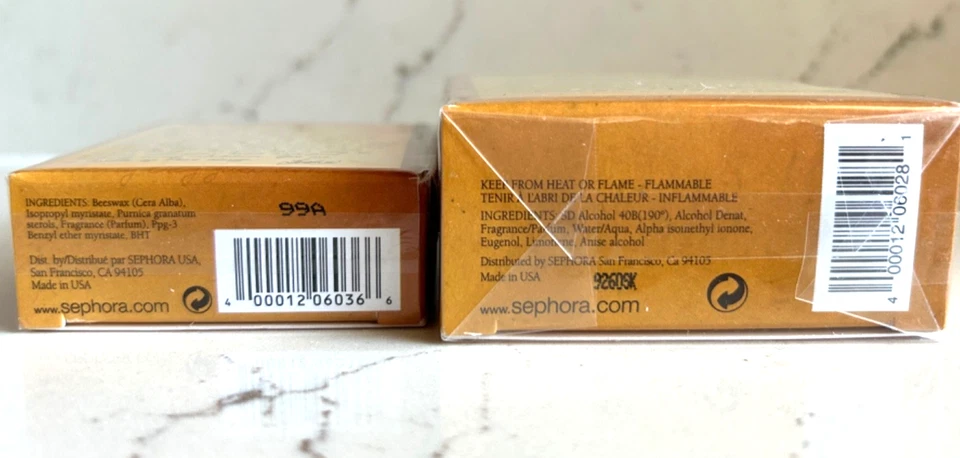 INGREDIENTS: Beeswax (Cera Alba),
Isopropyl myristate, Punica granatum
sterols, Fragrance (Parfum), Ppg-3
Benzyl ether myristate, BHT
Dist. by/Distribué par SEPHORA USA,
San Francisco, CA 94105
Made in USA
www.sephora.com
99A
4 00012 06036 6
KEEP FROM HEAT OR FLAME - FLAMMABLE
TENIR À L'ABRI DE LA CHALEUR - INFLAMMABLE
INGREDIENTS: SD Alcohol 40B(190°), Alcohol Denat,
Fragrance/Parfum, Water/Aqua, Alpha isomethyl ionone,
Eugenol, Limonene, Anise alcohol
Distributed by SEPHORA San Francisco, Ca 94105
Made in USA
926OSK
www.sephora.com
4 00012 06028 1